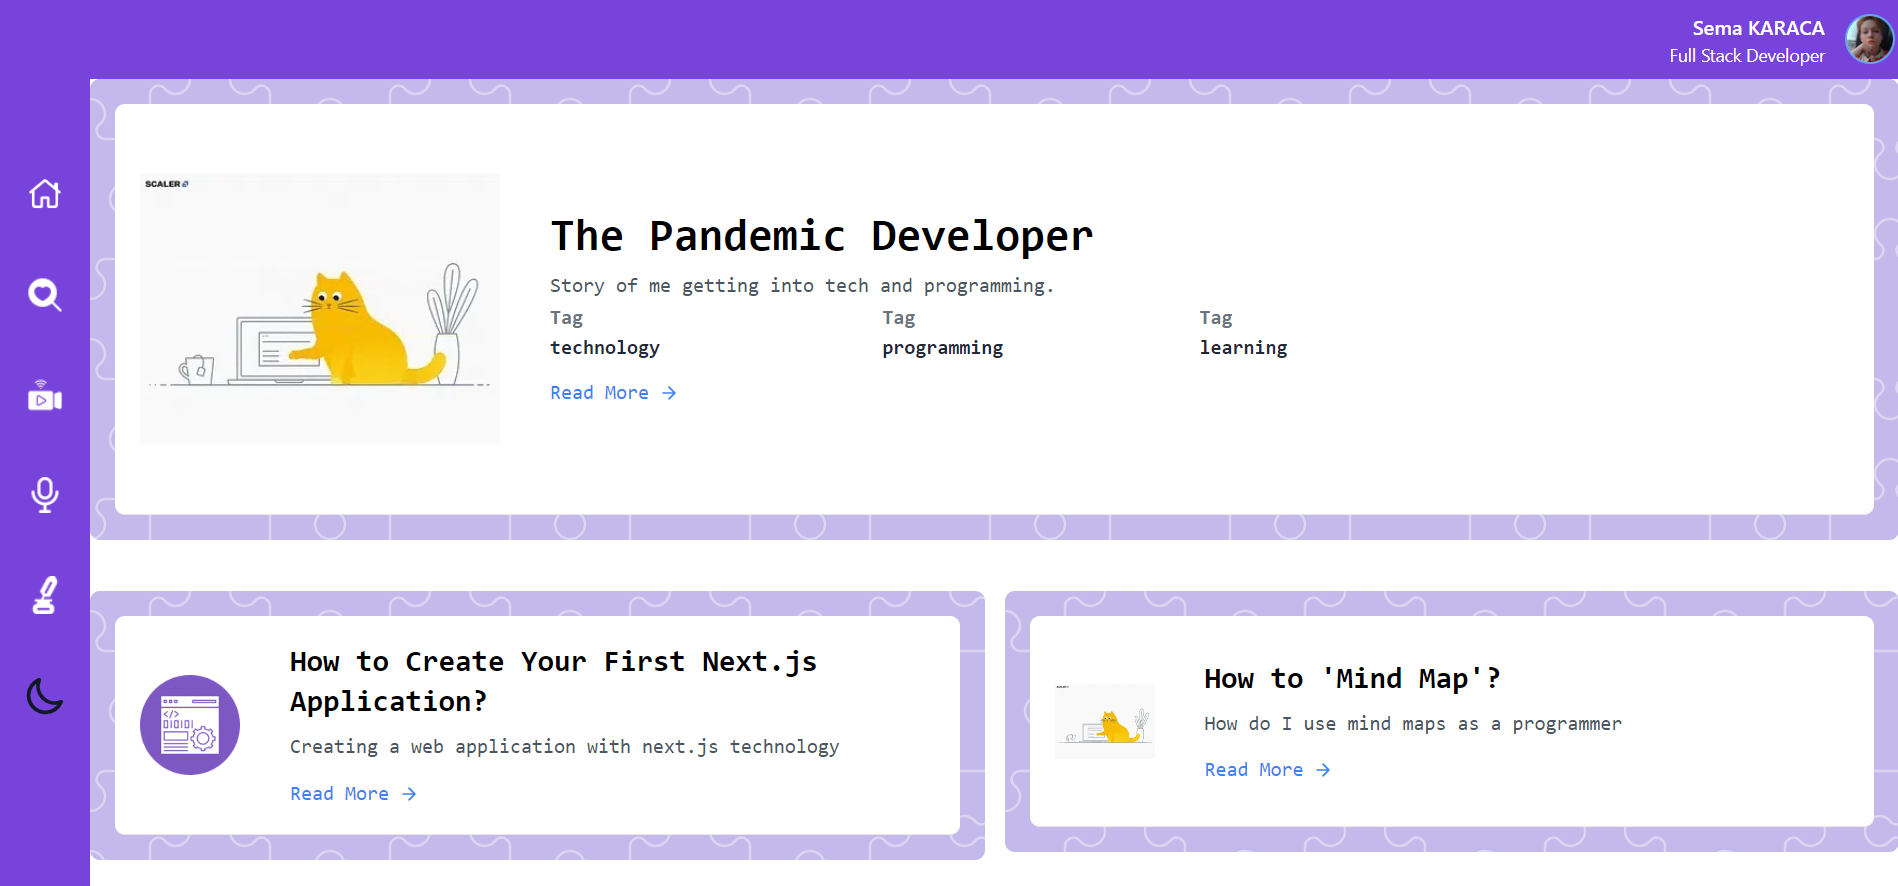 Sema KARACA
Full Stack Developer
SCALER
The Pandemic Developer
Story of me getting into tech and programming.
Tag Tag Tag
technology programming learning
Read More →
How to Create Your First Next.js
Application?
Creating a web application with next.js technology
Read More →
How to 'Mind Map'?
How do I use mind maps as a programmer
Read More →